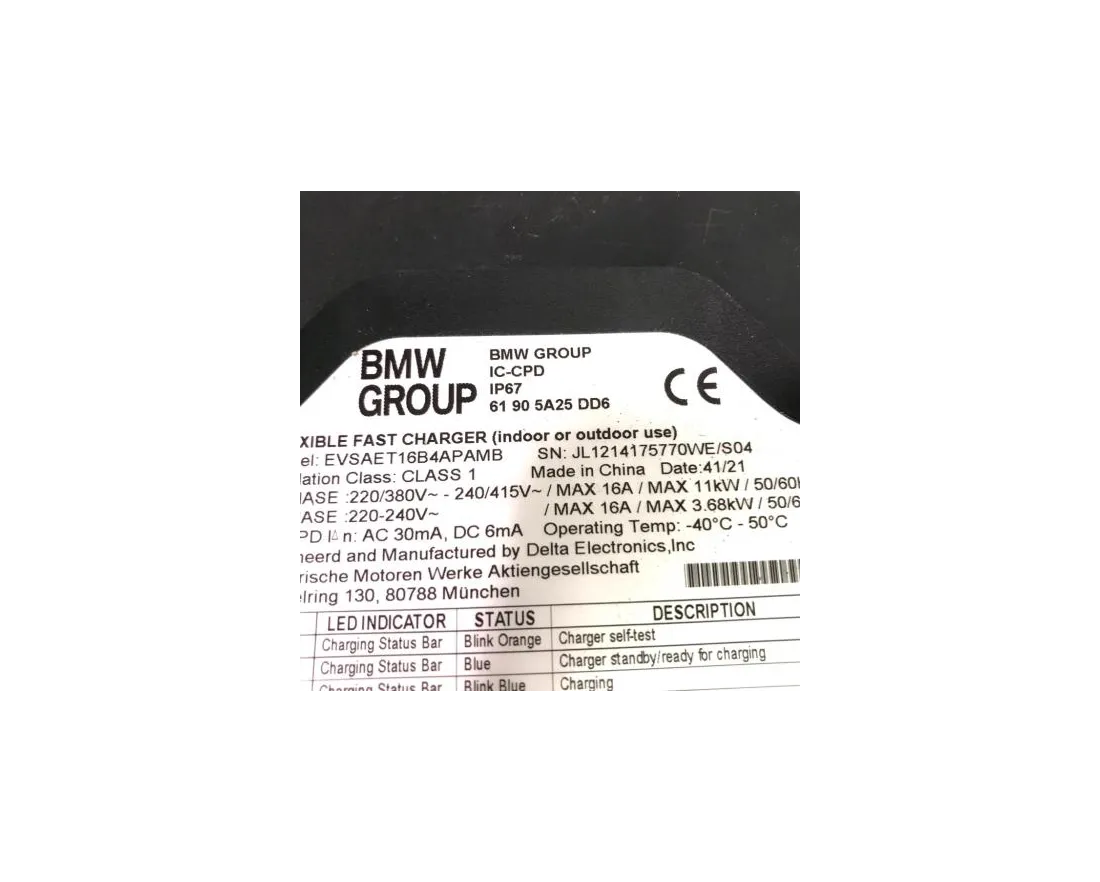 BMW
GROUP
BMW GROUP
IC-CPD
IP67
61 90 5A25 DD6
CE
XIBLE FAST CHARGER (indoor or outdoor use)
el: EVSAET16B4APAMB SN: JL1214175770WE/S04
lation Class: CLASS 1 Made in China Date:41/21
ASE :220/380V~ - 240/415V~ / MAX 16A / MAX 11kW / 50/60
ASE :220-240V~ / MAX 16A / MAX 3.68kW / 50/6
PD I△n: AC 30mA, DC 6mA Operating Temp: -40°C - 50°C
neerd and Manufactured by Delta Electronics,Inc
rische Motoren Werke Aktiengesellschaft
elring 130, 80788 München
LED INDICATOR STATUS DESCRIPTION
Charging Status Bar Blink Orange Charger self-test
Charging Status Bar Blue Charger standby/ready for charging
Charging Status Bar Blink Blue Charging